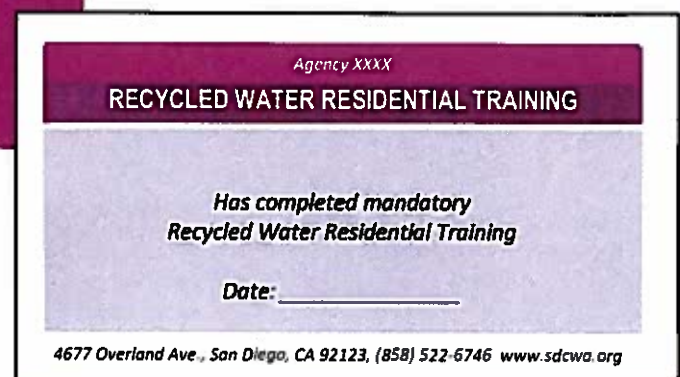 Agency XXXX
RECYCLED WATER RESIDENTIAL TRAINING
Has completed mandatory
Recycled Water Residential Training
Date:
4677 Overland Ave., San Diego, CA 92123, (858) 522-6746 www.sdcwa.org